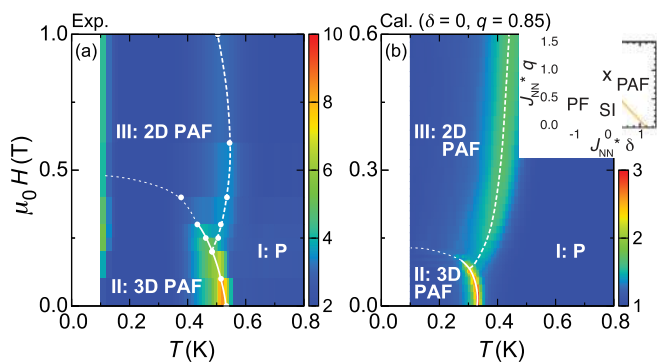 Exp.
(a)
III: 2D PAF
II: 3D PAF
I: P
1.0
0.5
0.0
μ₀H(T)
0.0 0.2 0.4 0.6 0.8
T(K)
10
8
6
4
2
Cal. (δ = 0, q = 0.85)
(b)
III: 2D
PAF
II: 3D
PAF
I: P
0.6
0.3
0.0
0.0 0.2 0.4 0.6 0.8
T(K)
3
2
1
1.5
1.0
0.5
0.0
J_NN* q
x
PAF
PF
SI
-1 0 1
J_NN* δ